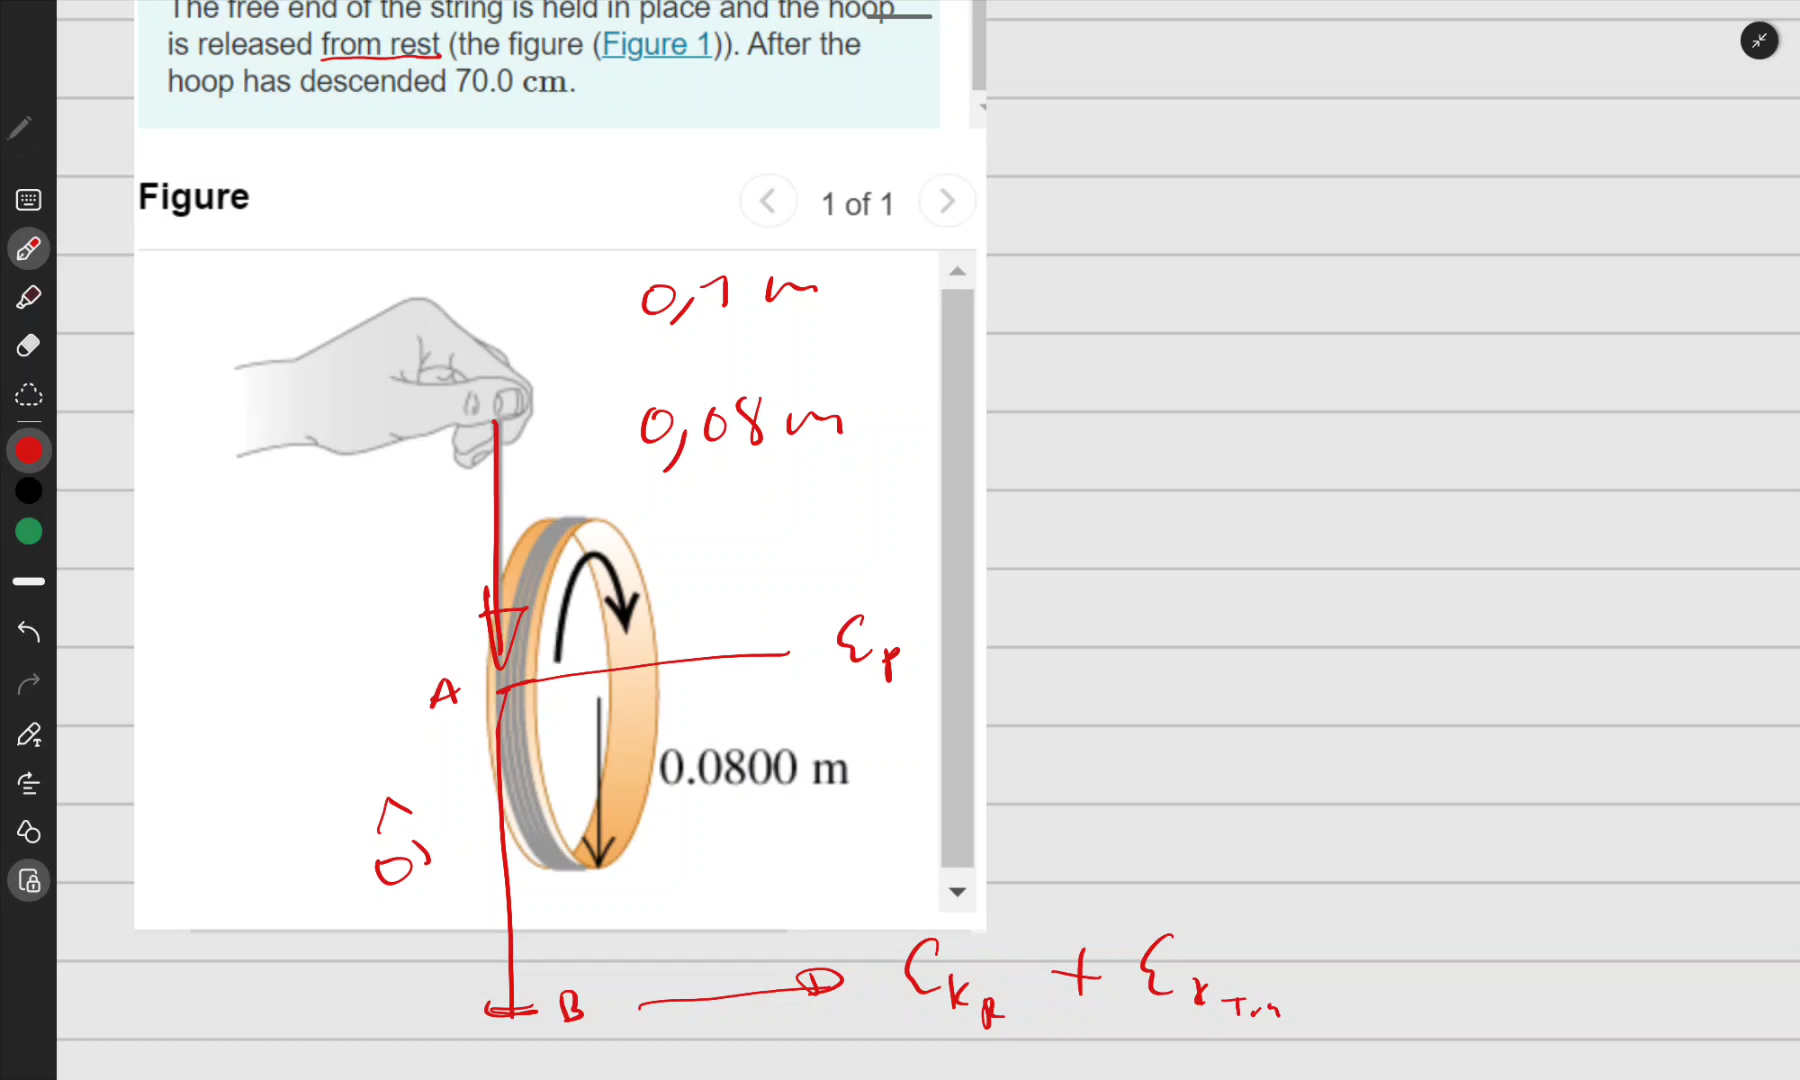 The free end of the string is held in place and the hoop
is released from rest (the figure (Figure 1)). After the
hoop has descended 70.0 cm.
Figure
1 of 1
0,7 m
0,08 m
Ep
A
0.0800 m
B
+